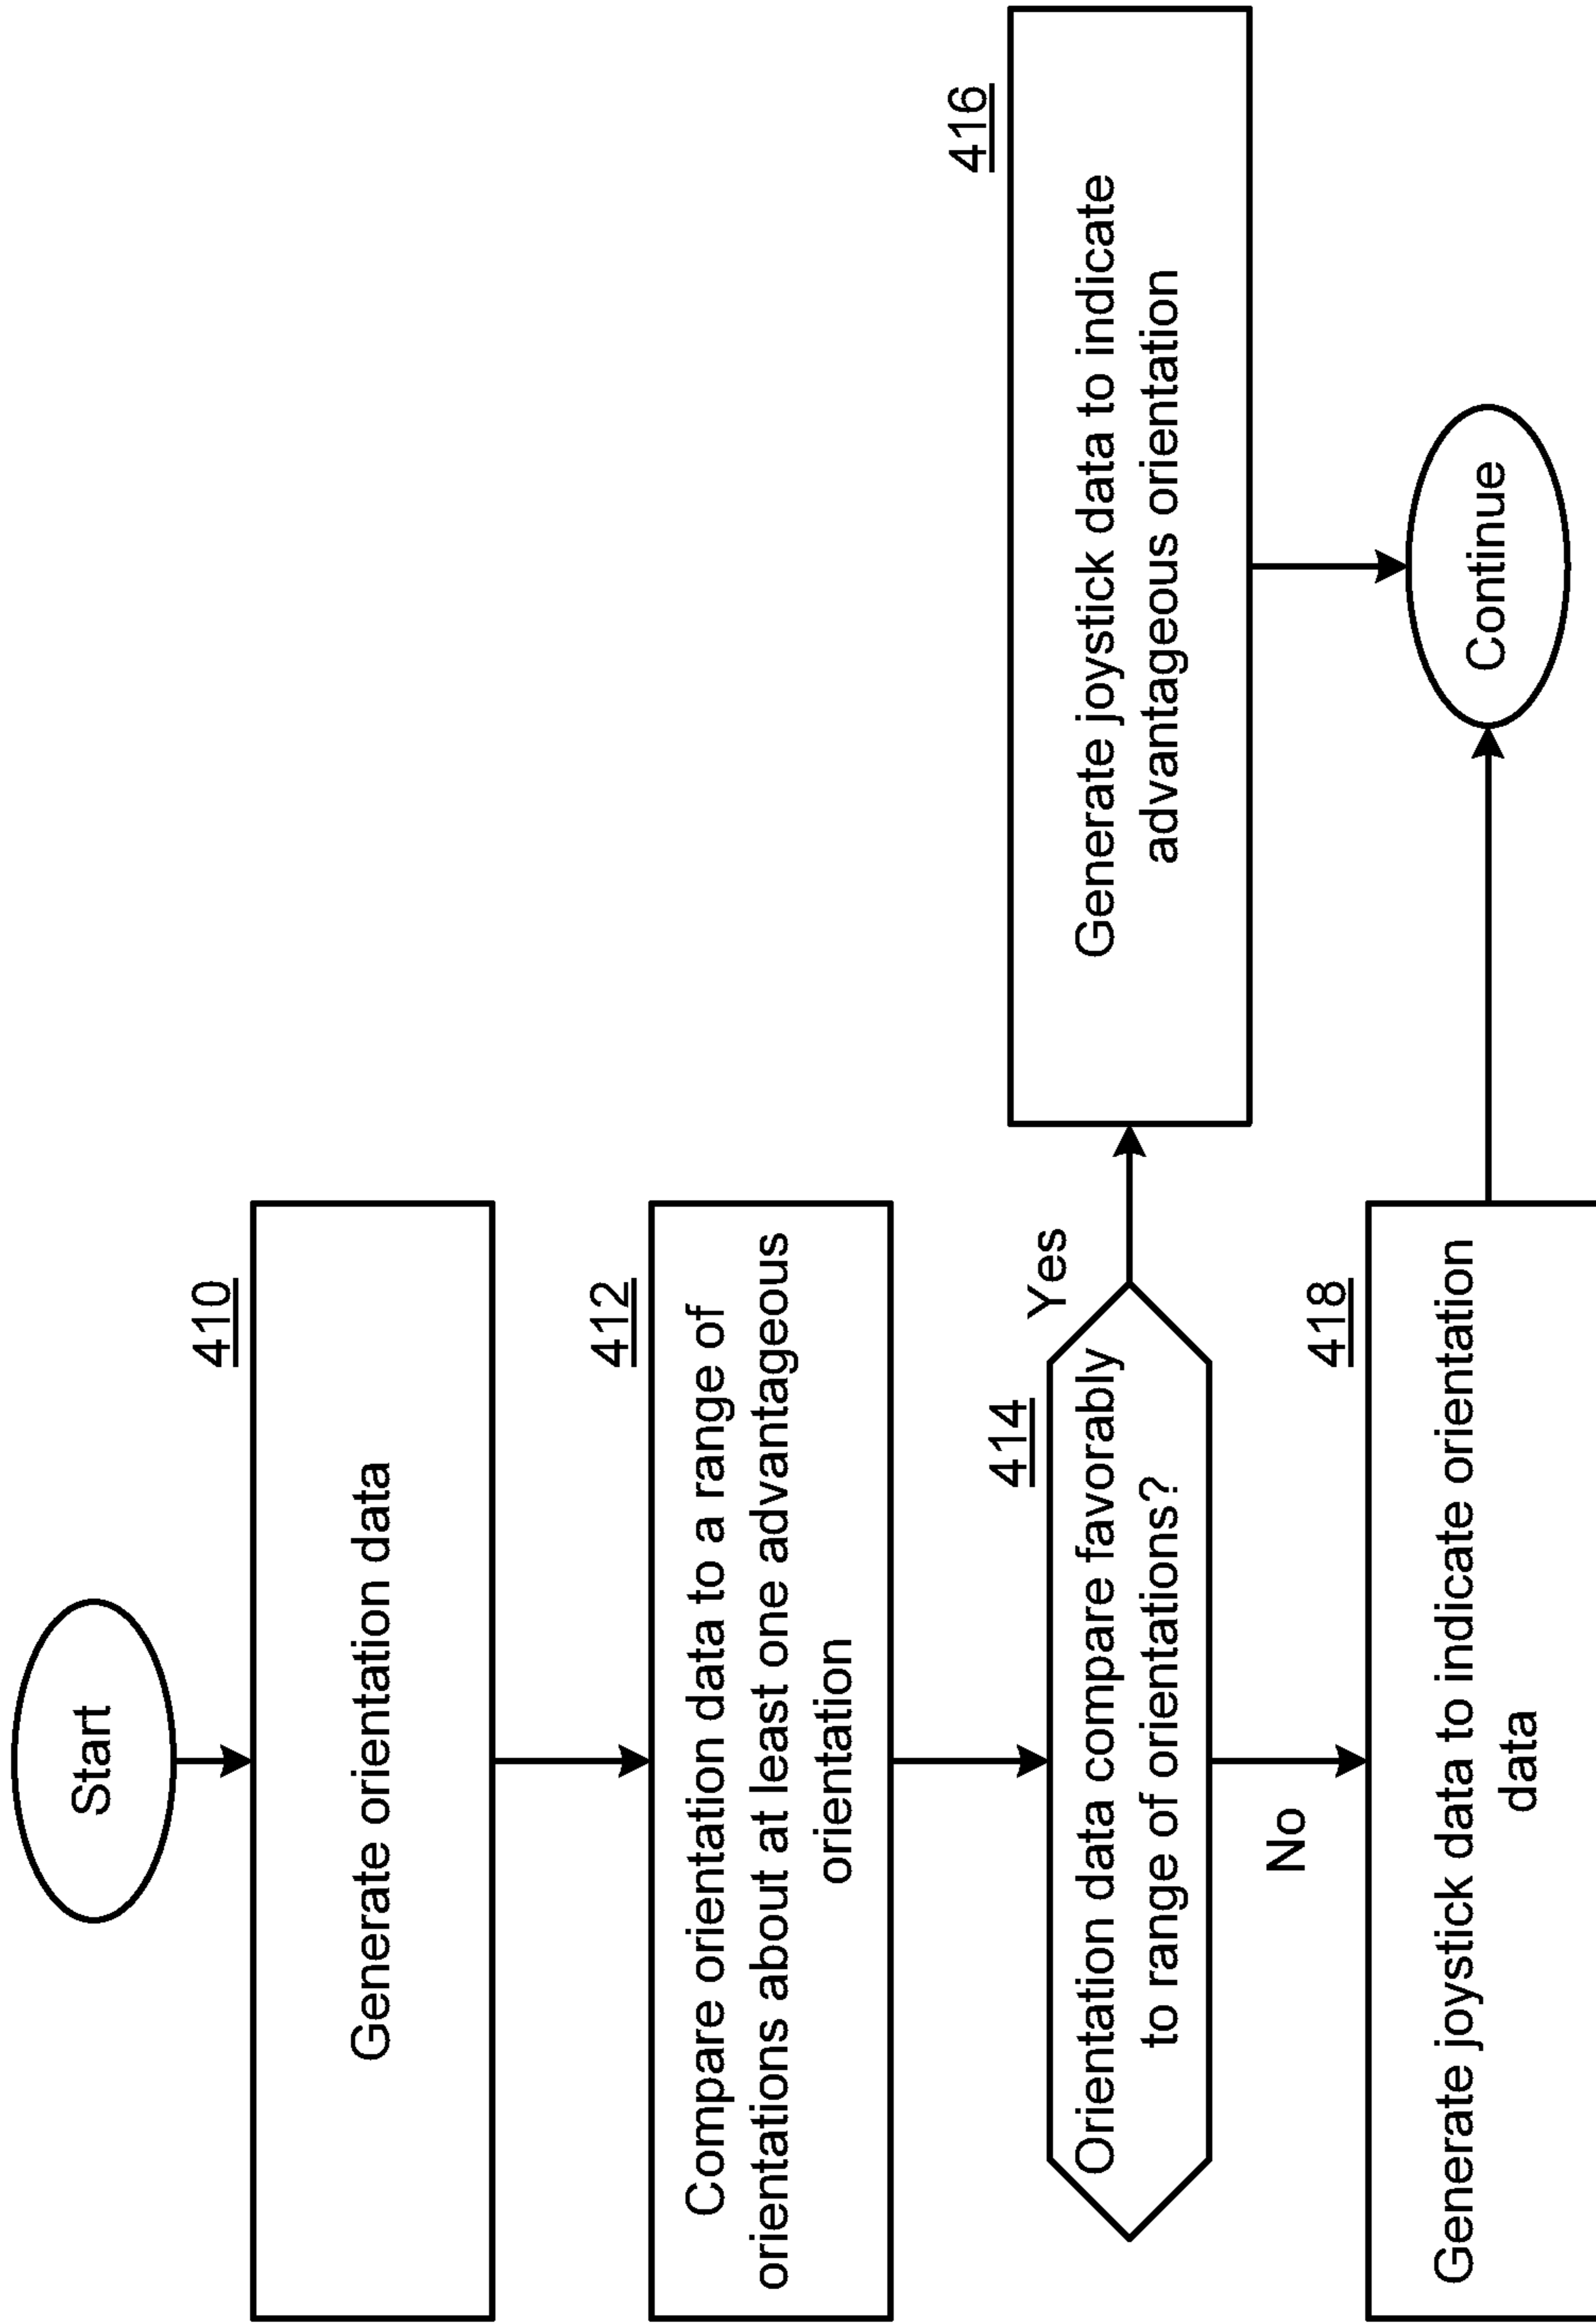 Start
410
Generate orientation data
412
Compare orientation data to a range of
orientations about at least one advantageous
orientation
414
Orientation data compare favorably
to range of orientations?
Yes
416
Generate joystick data to indicate
advantageous orientation
No
418
Generate joystick data to indicate orientation
data
Continue